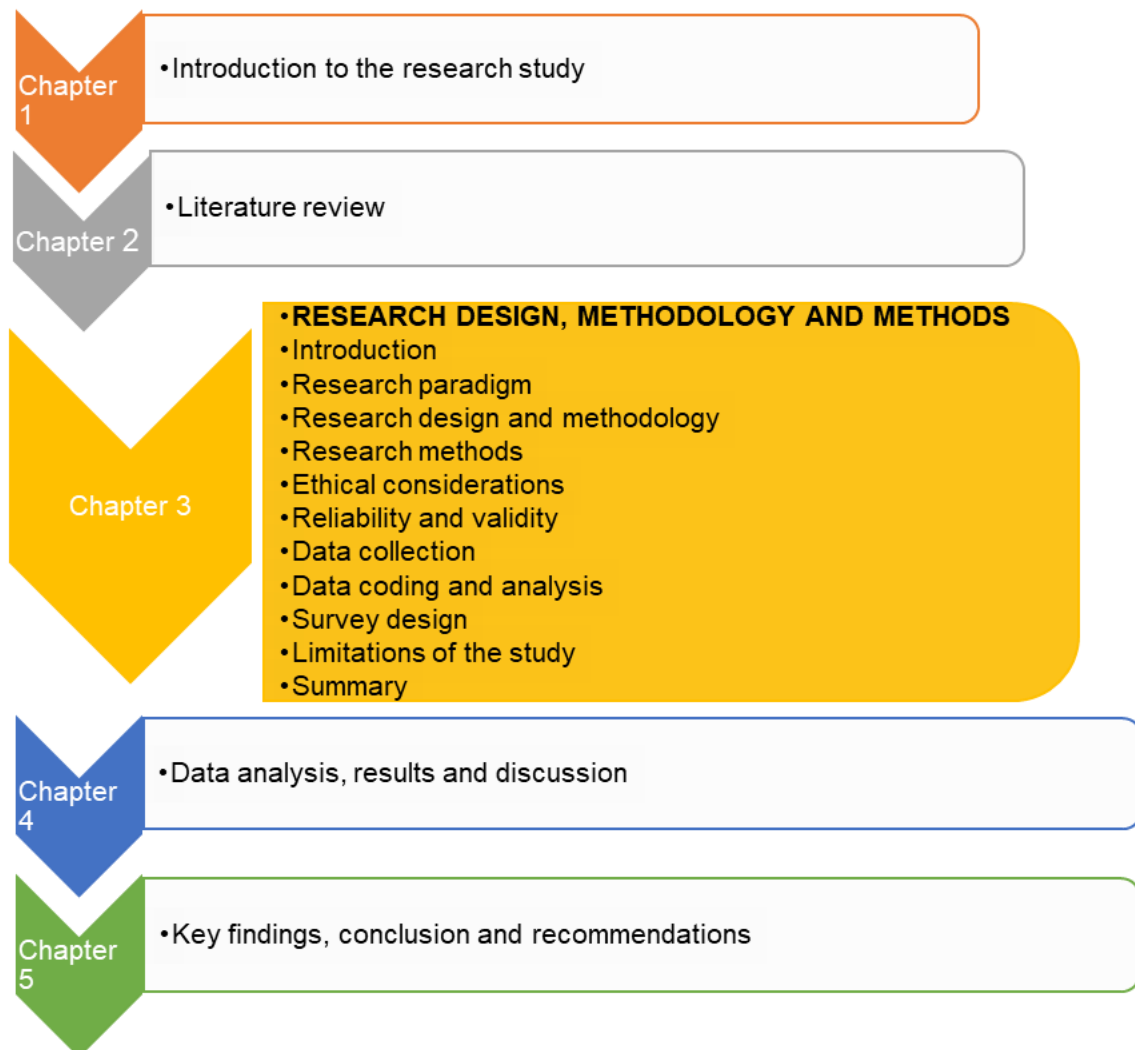 Chapter
1
•Introduction to the research study
Chapter 2
•Literature review
Chapter 3
•RESEARCH DESIGN, METHODOLOGY AND METHODS
•Introduction
•Research paradigm
•Research design and methodology
•Research methods
•Ethical considerations
•Reliability and validity
•Data collection
•Data coding and analysis
•Survey design
•Limitations of the study
•Summary
Chapter
4
•Data analysis, results and discussion
Chapter
5
•Key findings, conclusion and recommendations